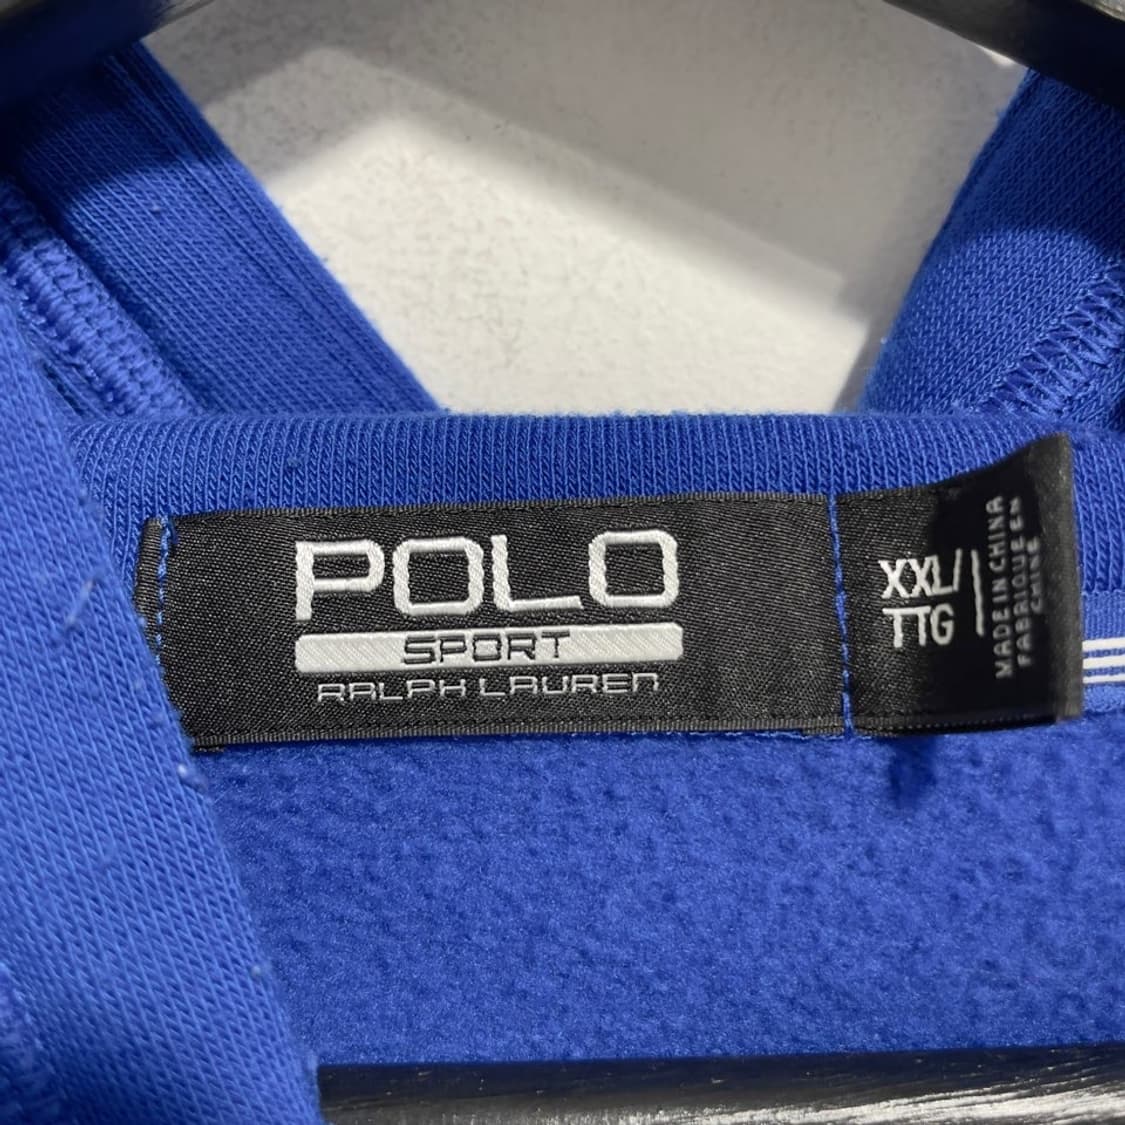 POLO
SPORT
RALPH LAUREN
XXL/
TTG
MADE IN CHINA
FABRIQUE EN
CHINE